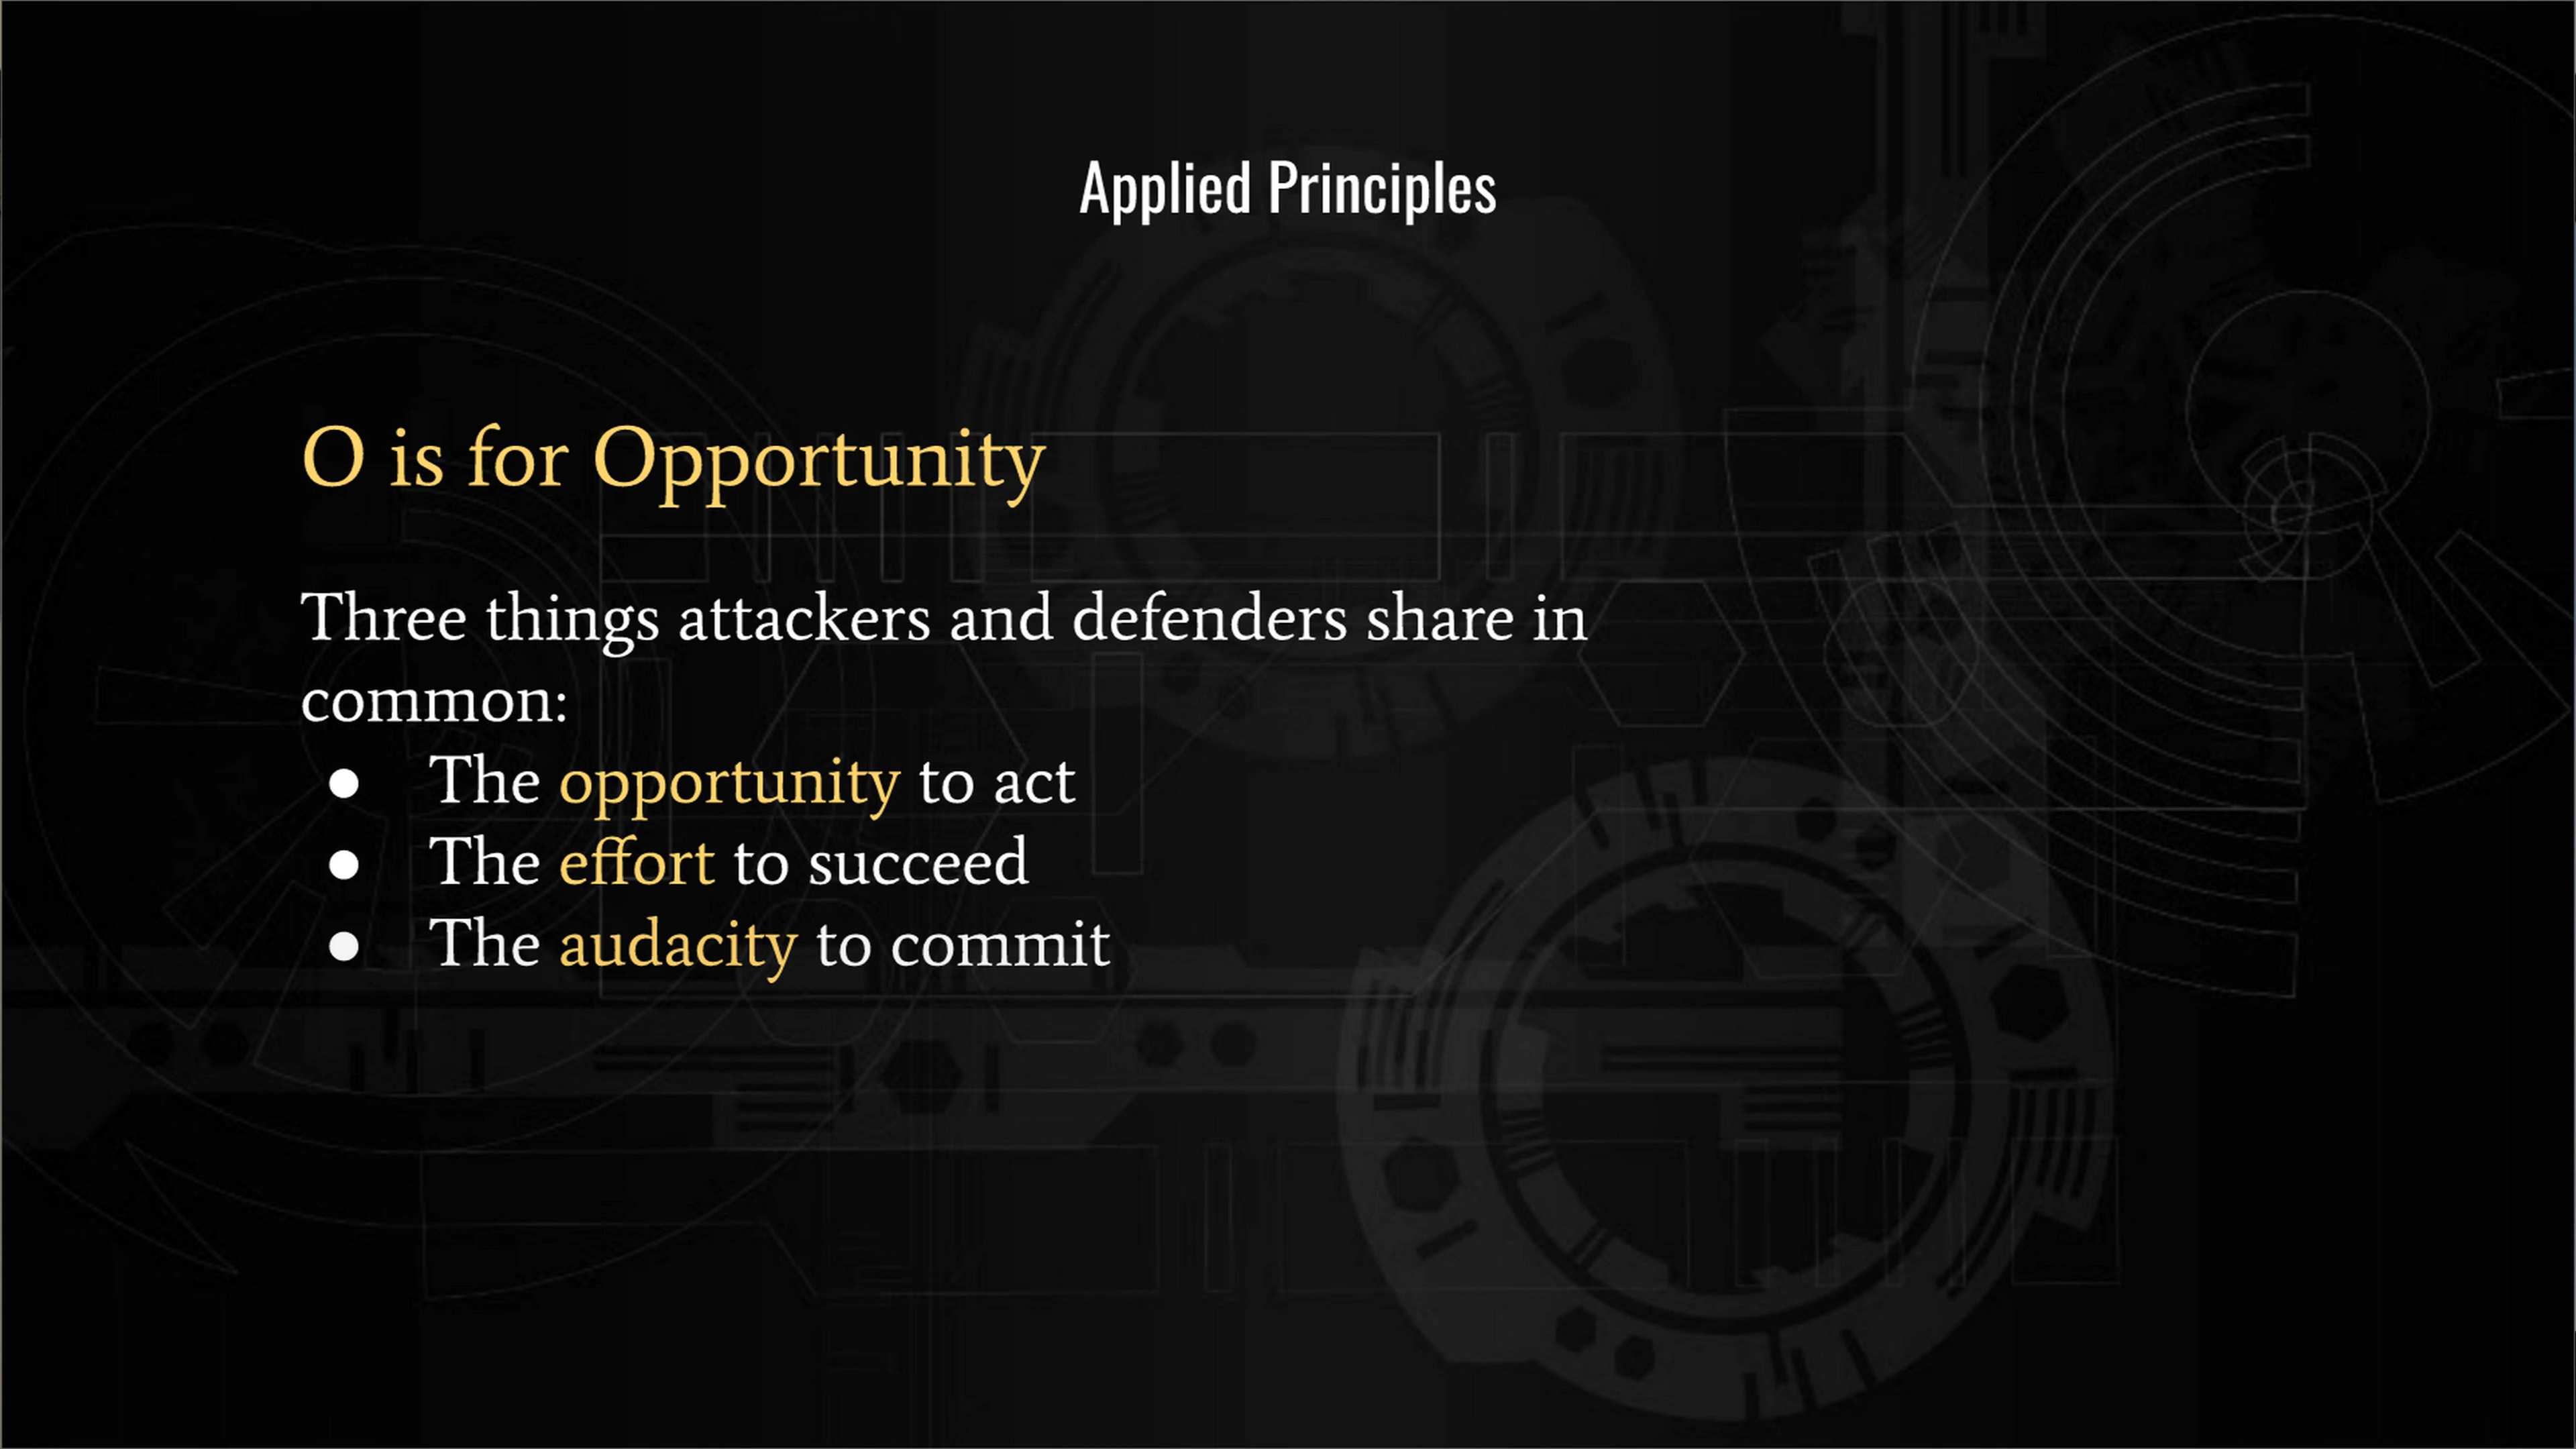 Applied Principles
O is for Opportunity
Three things attackers and defenders share in
common:
● The opportunity to act
● The effort to succeed
● The audacity to commit